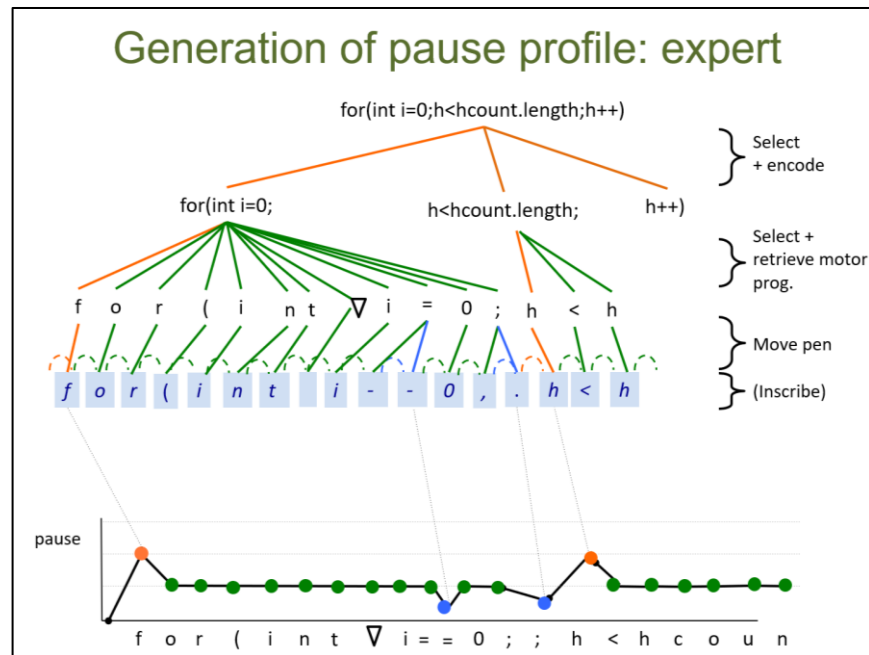 Generation of pause profile: expert
for(int i=0;h<hcount.length;h++)
Select
+ encode
for(int i=0;
h<hcount.length;
h++)
Select +
retrieve motor
prog.
f o r ( i n t ∇ i = 0 ; h < h
Move pen
f o r ( i n t i - - 0 , . h < h
(Inscribe)
pause
f o r ( i n t ∇ i = = 0 ; ; h < h c o u n